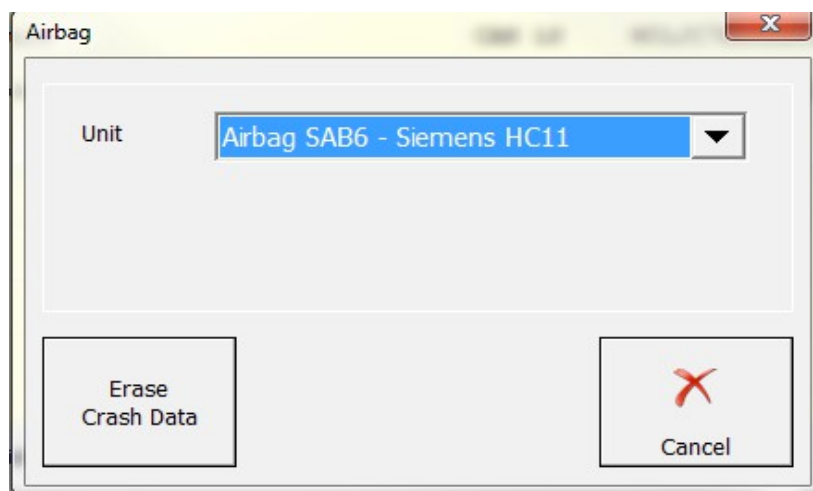 Airbag
Unit
Airbag SAB6 - Siemens HC11
Erase
Crash Data
Cancel